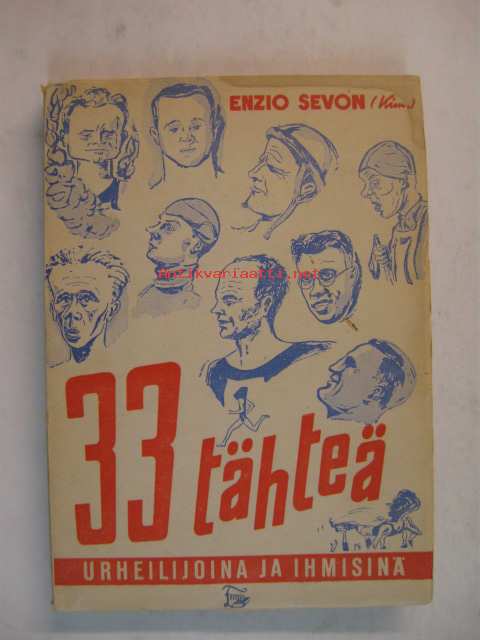 ENZIO SEVÓN (Kim)
antikvariaatti.net
33 tähteä
URHEILIJOINA JA IHMISINÄ